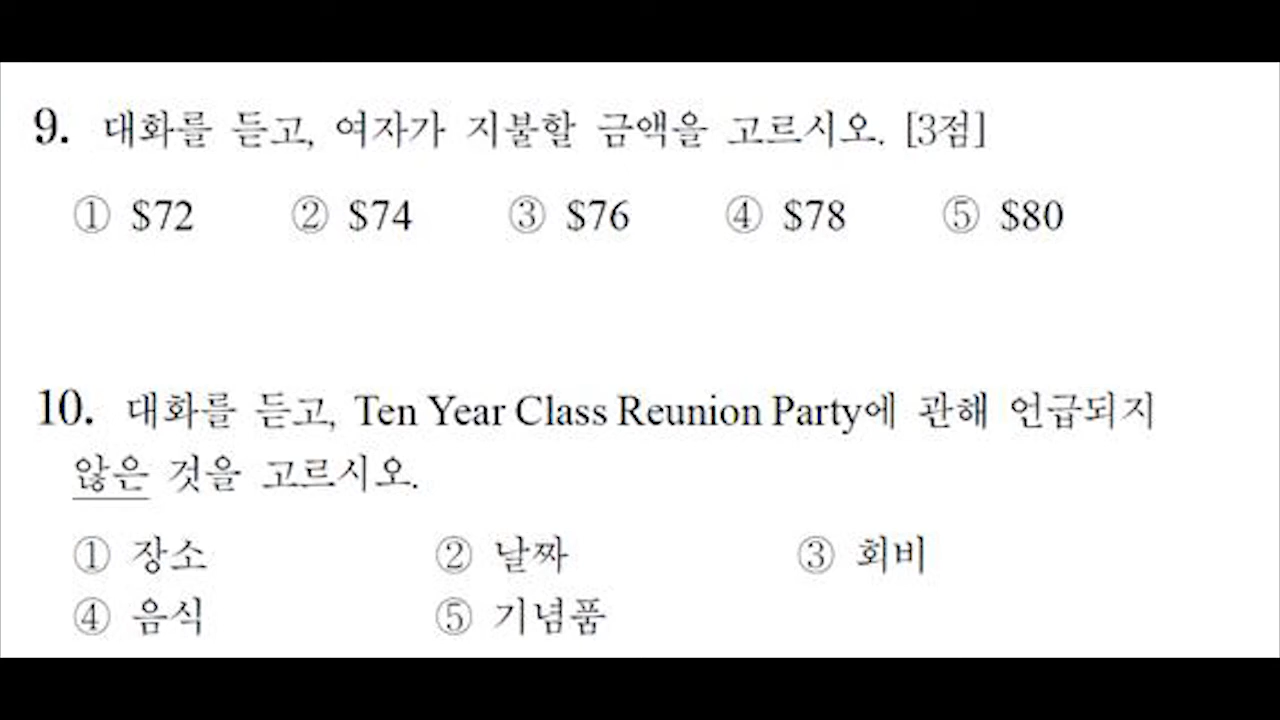 9. 대화를 듣고, 여자가 지불할 금액을 고르시오. [3점]
① $72 ② $74 ③ $76 ④ $78 ⑤ $80
10. 대화를 듣고, Ten Year Class Reunion Party에 관해 언급되지
않은 것을 고르시오.
① 장소 ② 날짜 ③ 회비
④ 음식 ⑤ 기념품